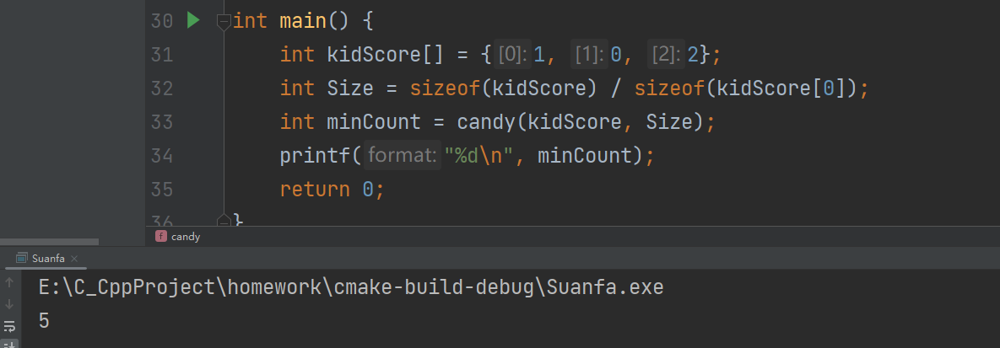 30 int main() {
31 int kidScore[] = {[0]: 1, [1]: 0, [2]: 2};
32 int Size = sizeof(kidScore) / sizeof(kidScore[0]);
33 int minCount = candy(kidScore, Size);
34 printf(format: "%d\n", minCount);
35 return 0;
36 }
f candy
Suanfa ×
E:\C_CppProject\homework\cmake-build-debug\Suanfa.exe
5